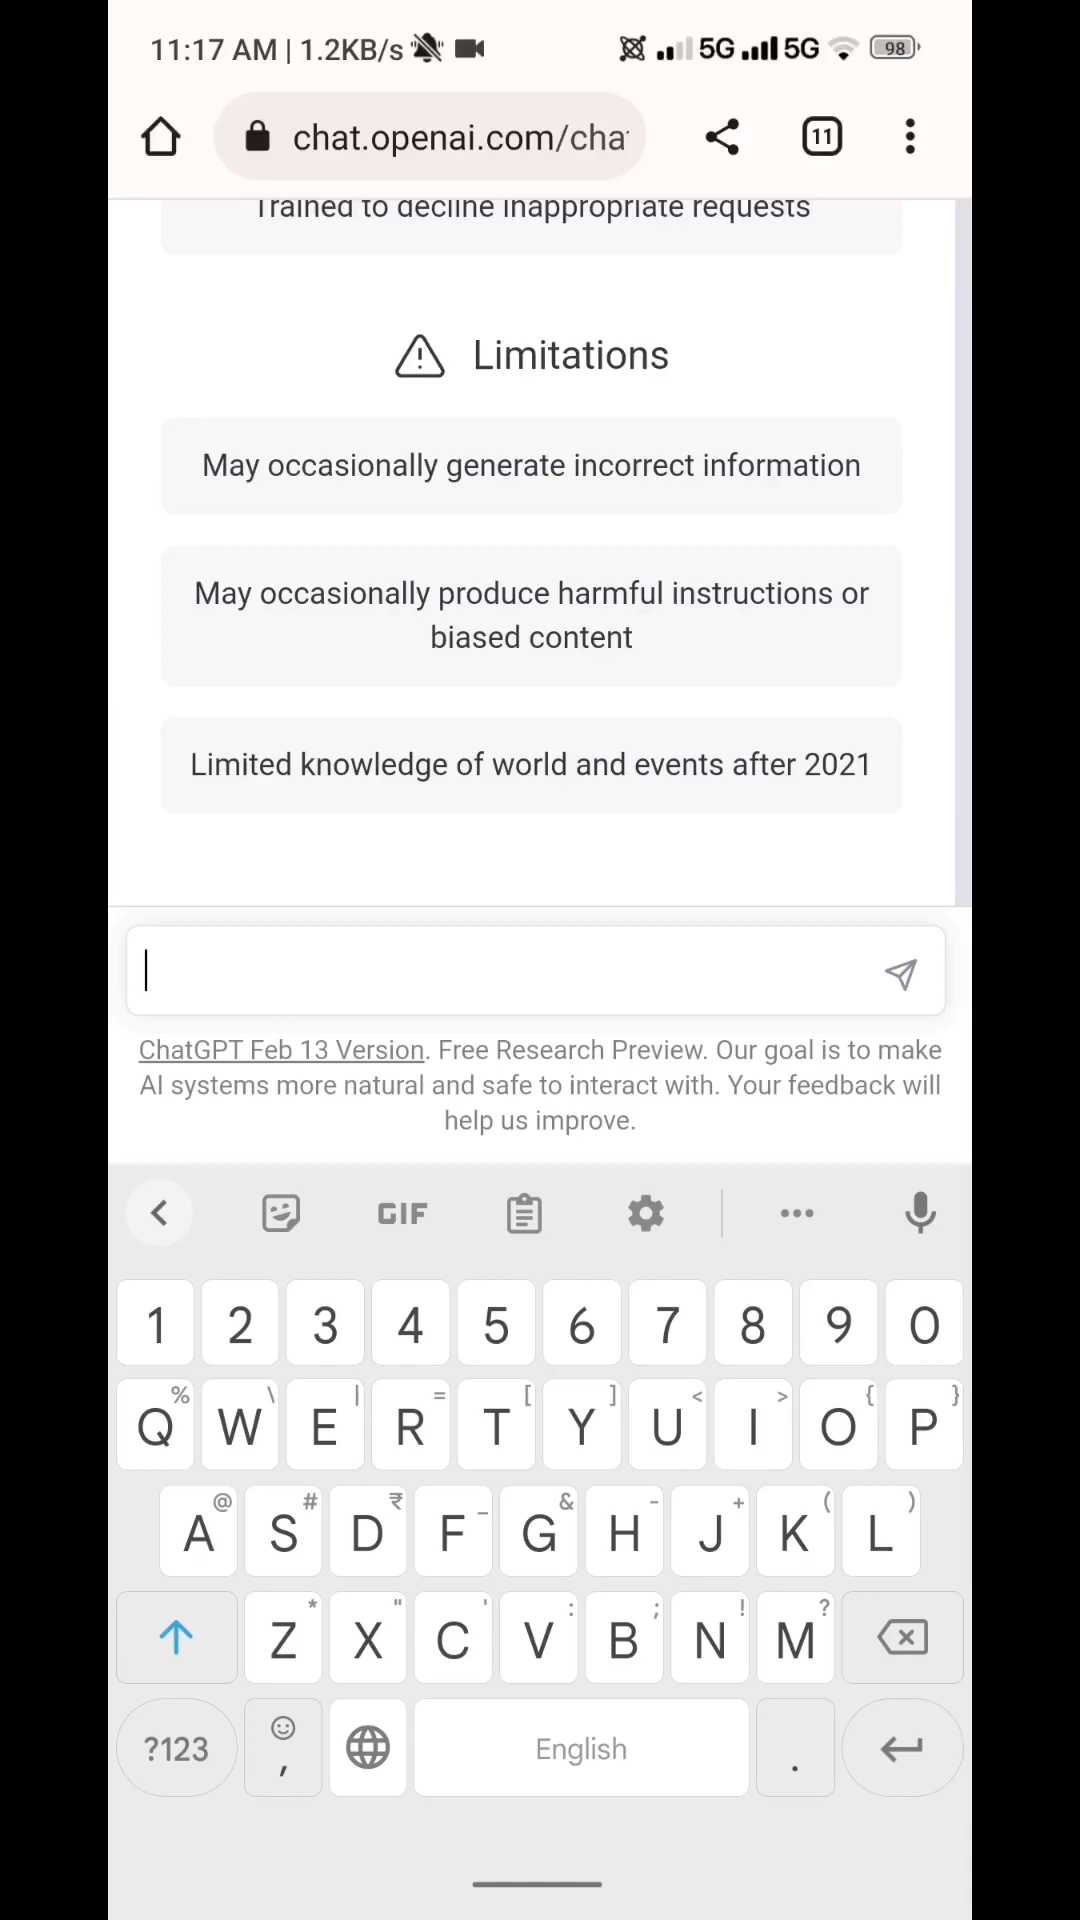 11:17 AM | 1.2KB/s 5G 5G 98
chat.openai.com/cha
11
Trained to decline inappropriate requests
Limitations
May occasionally generate incorrect information
May occasionally produce harmful instructions or
biased content
Limited knowledge of world and events after 2021
ChatGPT Feb 13 Version. Free Research Preview. Our goal is to make
AI systems more natural and safe to interact with. Your feedback will
help us improve.
GIF
1 2 3 4 5 6 7 8 9 0
% \ | = [ ] < > { }
Q W E R T Y U I O P
@ # ₹ _ & - + ( )
A S D F G H J K L
* " ' : ; ! ?
Z X C V B N M
?123 , English .